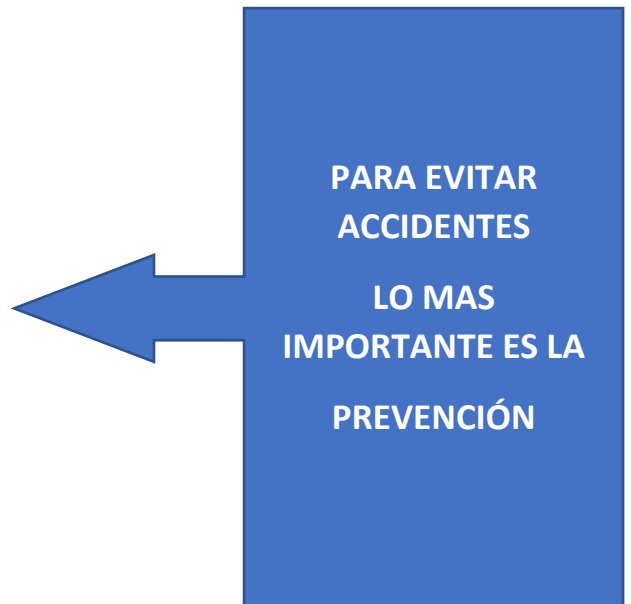 PARA EVITAR
ACCIDENTES
LO MAS
IMPORTANTE ES LA
PREVENCIÓN